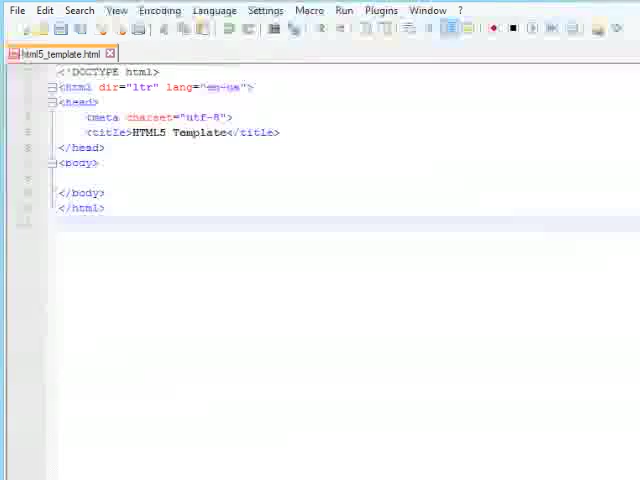 File Edit Search View Encoding Language Settings Macro Run Plugins Window ?
html5_template.html
<!DOCTYPE html>
<html dir="ltr" lang="en-us">
<head>
<meta charset="utf-8">
<title>HTML5 Template</title>
</head>
<body>
</body>
</html>